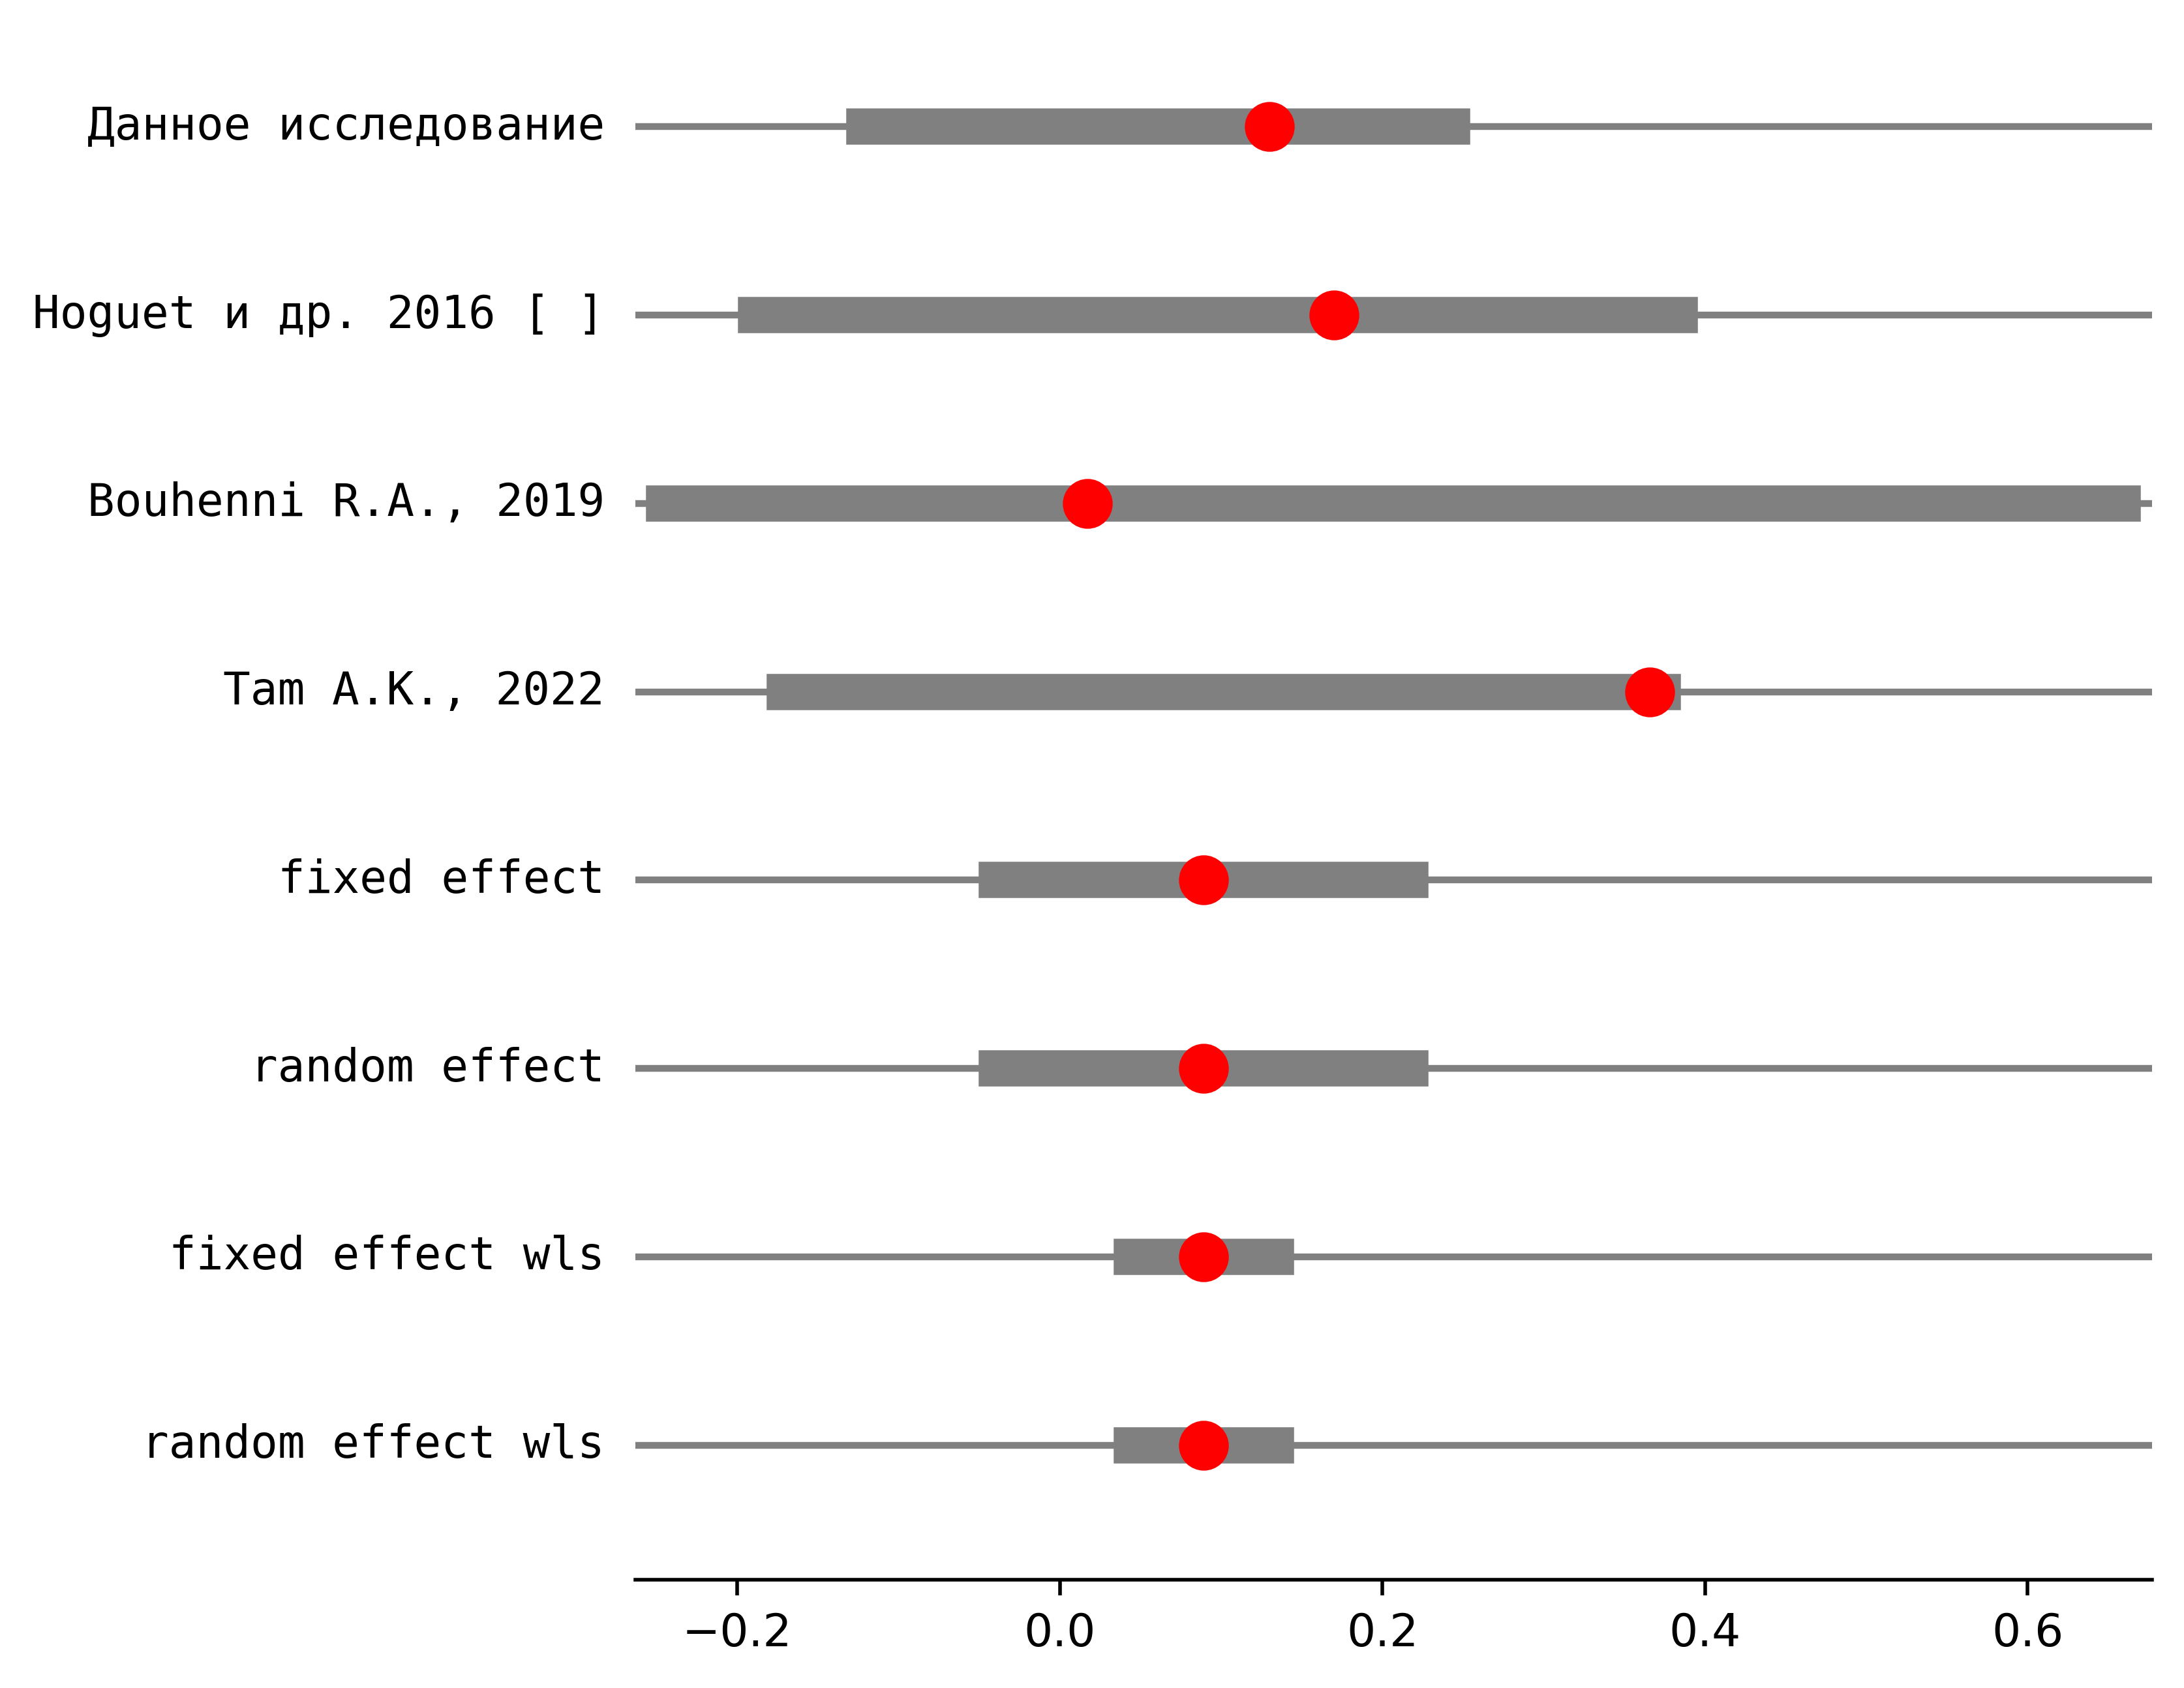 Данное исследование
Hoguet и др. 2016 [ ]
Bouhenni R.A., 2019
Tam A.K., 2022
fixed effect
random effect
fixed effect wls
random effect wls
−0.2 0.0 0.2 0.4 0.6